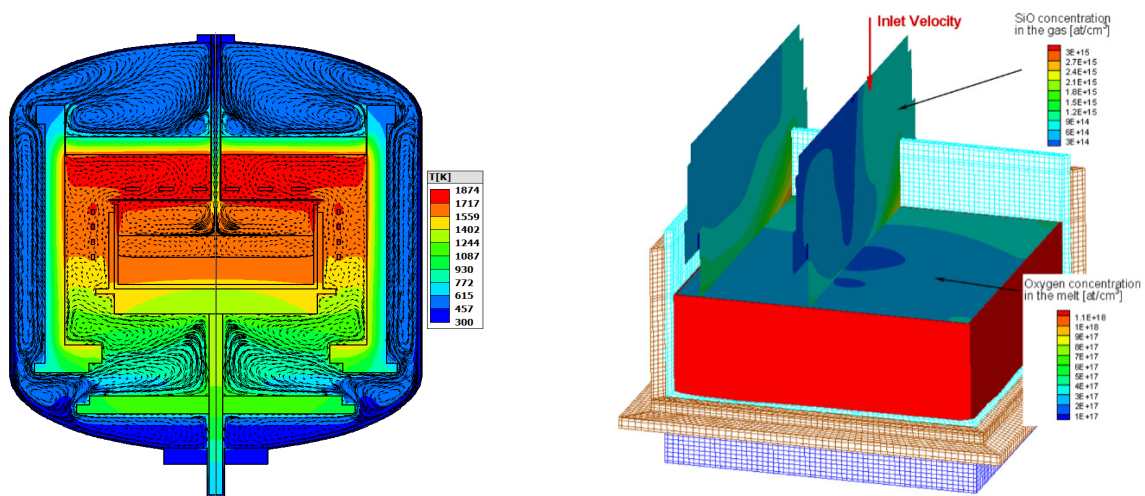 T[K]
1874
1717
1559
1402
1244
1087
930
772
615
457
300
Inlet Velocity
SiO concentration
in the gas [at/cm³]
3E+15
2.7E+15
2.4E+15
2.1E+15
1.8E+15
1.5E+15
1.2E+15
9E+14
6E+14
3E+14
Oxygen concentration
in the melt [at/cm³]
1.1E+18
1E+18
9E+17
8E+17
7E+17
6E+17
5E+17
4E+17
3E+17
2E+17
1E+17